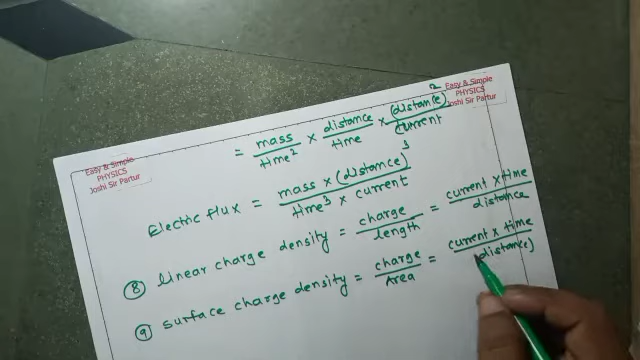 Easy & Simple
PHYSICS
Joshi Sir Partur
Easy & Simple
PHYSICS
Joshi Sir Partur
= mass / time² × distance / time × (distance)² / current
Electric flux = mass × (distance)³ / time³ × current
⑧ linear charge density = charge / length = current × time / distance
⑨ surface charge density = charge / Area = current × time / (distance)